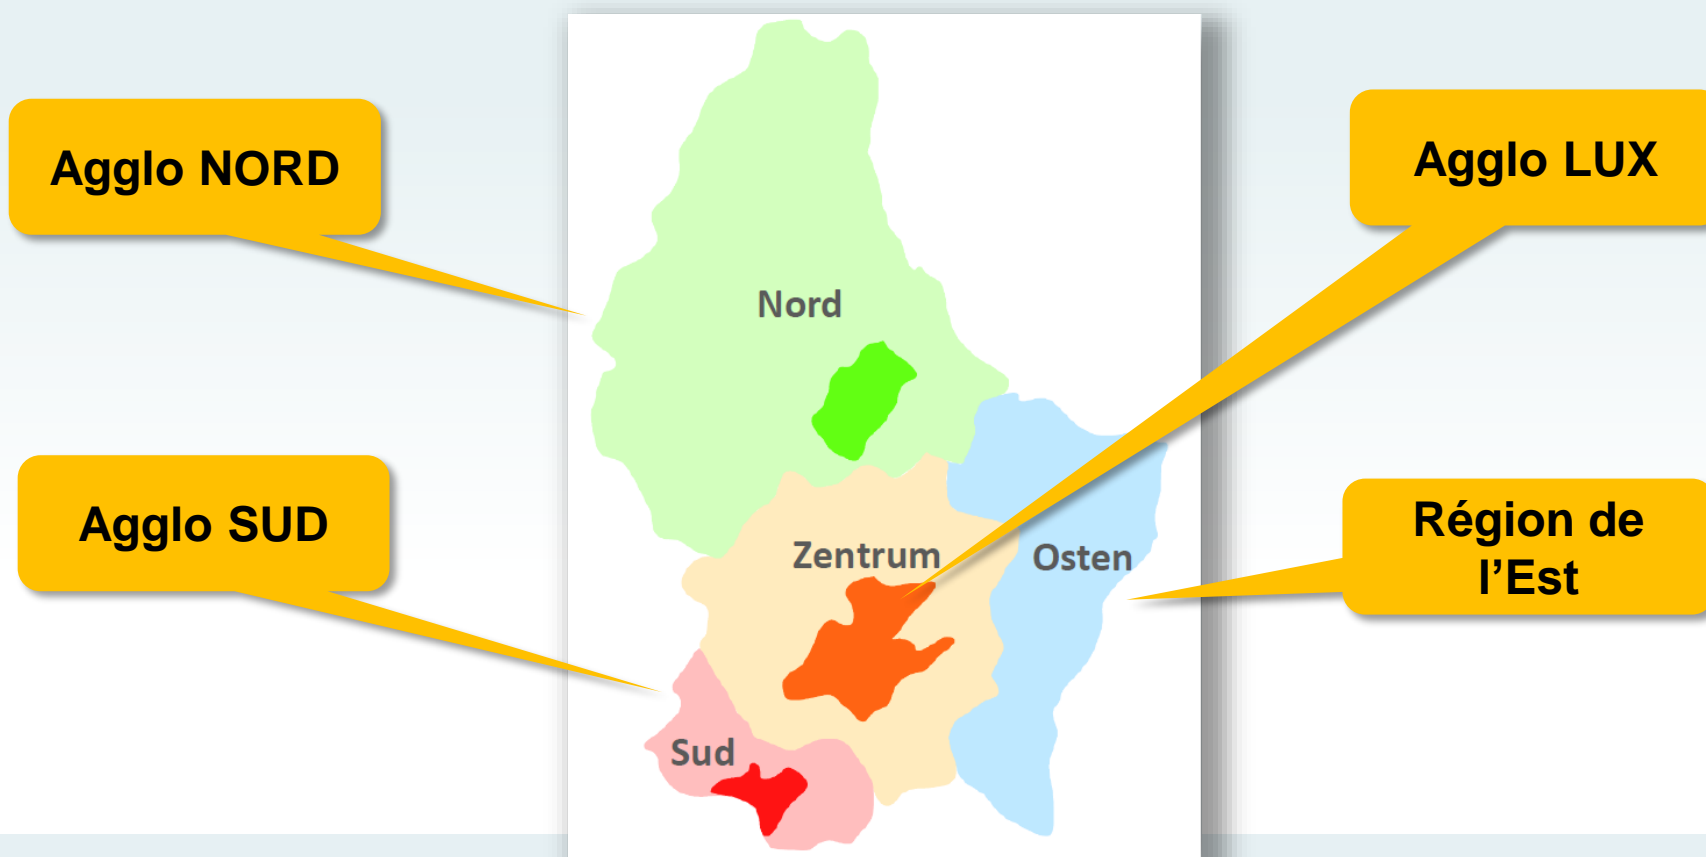 Agglo NORD
Agglo LUX
Nord
Agglo SUD
Zentrum
Osten
Région de
l’Est
Sud